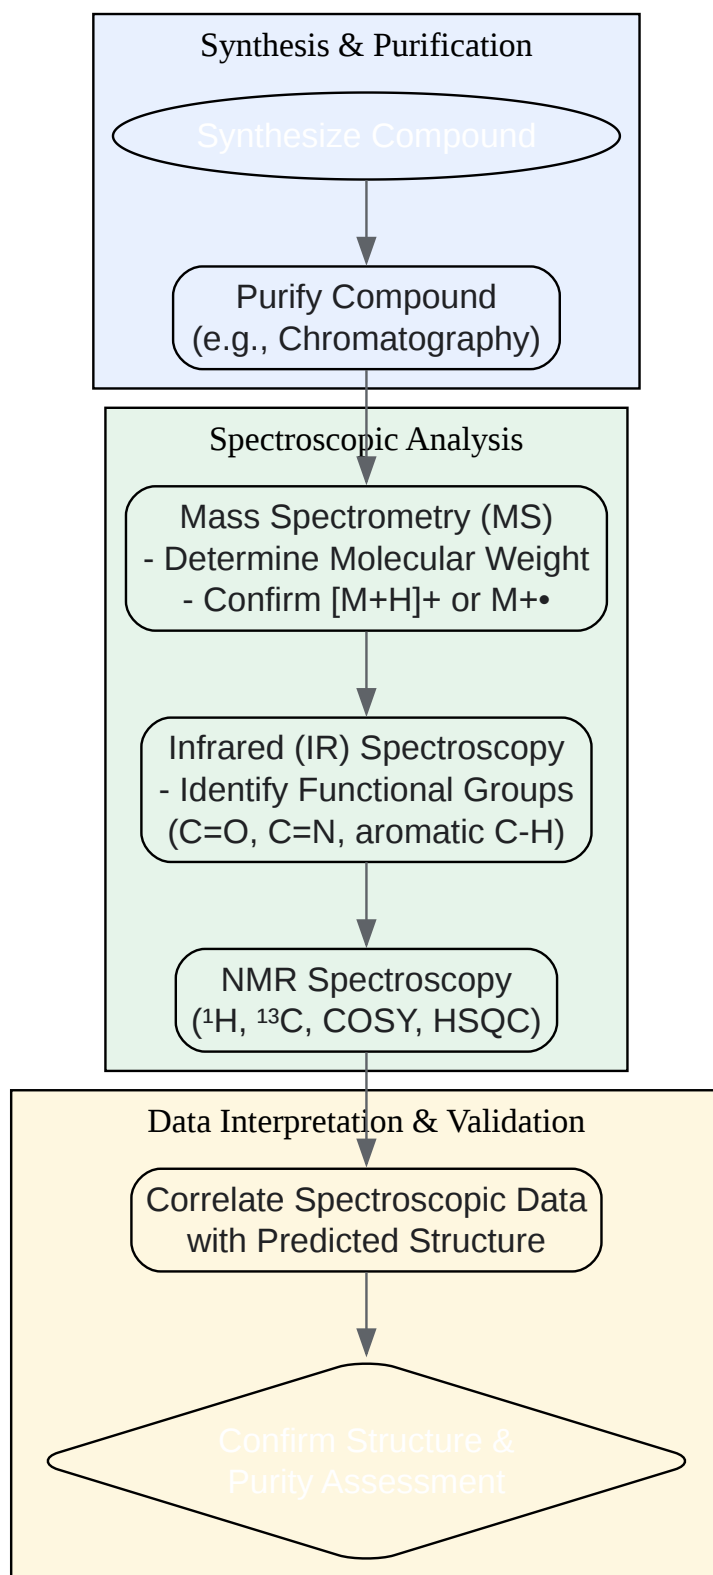 Synthesis & Purification
Synthesize Compound
Purify Compound
(e.g., Chromatography)
Spectroscopic Analysis
Mass Spectrometry (MS)
- Determine Molecular Weight
- Confirm [M+H]+ or M+•
Infrared (IR) Spectroscopy
- Identify Functional Groups
(C=O, C=N, aromatic C-H)
NMR Spectroscopy
(¹H, ¹³C, COSY, HSQC)
Data Interpretation & Validation
Correlate Spectroscopic Data
with Predicted Structure
Confirm Structure &
Purity Assessment